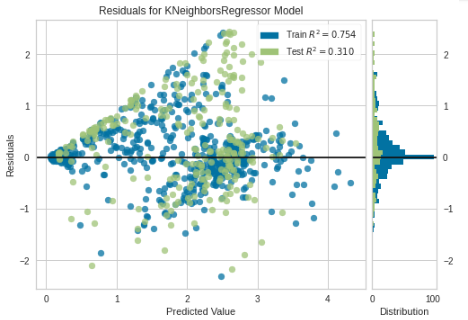 Residuals for KNeighborsRegressor Model
Train R² = 0.754
Test R² = 0.310
Residuals
2
1
0
−1
−2
0
1
2
3
4
Predicted Value
2
1
0
−1
−2
0
100
Distribution